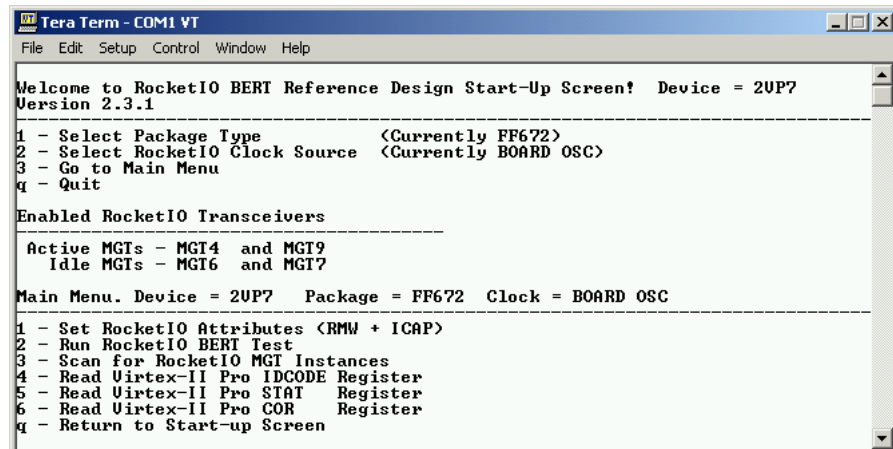 Tera Term - COM1 VT
File Edit Setup Control Window Help
Welcome to RocketIO BERT Reference Design Start-Up Screen! Device = 2VP7
Version 2.3.1
1 - Select Package Type (Currently FF672)
2 - Select RocketIO Clock Source (Currently BOARD OSC)
3 - Go to Main Menu
q - Quit
Enabled RocketIO Transceivers
Active MGTs - MGT4 and MGT9
Idle MGTs - MGT6 and MGT7
Main Menu. Device = 2VP7 Package = FF672 Clock = BOARD OSC
1 - Set RocketIO Attributes (RMW + ICAP)
2 - Run RocketIO BERT Test
3 - Scan for RocketIO MGT Instances
4 - Read Virtex-II Pro IDCODE Register
5 - Read Virtex-II Pro STAT Register
6 - Read Virtex-II Pro COR Register
q - Return to Start-up Screen